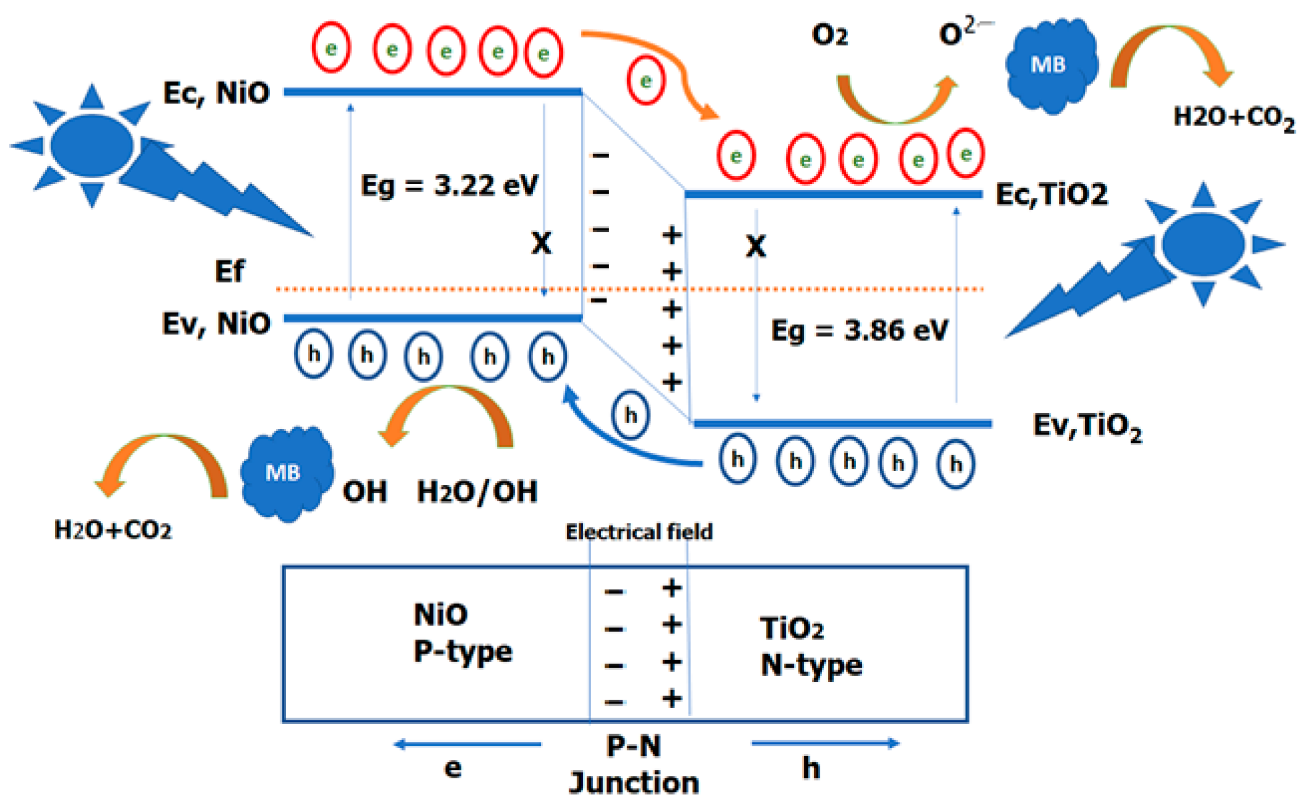 e e e e e
e
O₂ O²⁻
MB
H2O+CO₂
Ec, NiO
e e e e e
Eg = 3.22 eV
Ec,TiO2
X
X
Ef
Ev, NiO
Eg = 3.86 eV
h h h h h
h
Ev,TiO₂
h h h h h
MB
OH H₂O/OH
H2O+CO₂
− − − − −
+ + + + +
Electrical field
NiO
P-type
− − − −
+ + + +
TiO₂
N-type
e
P-N
Junction
h